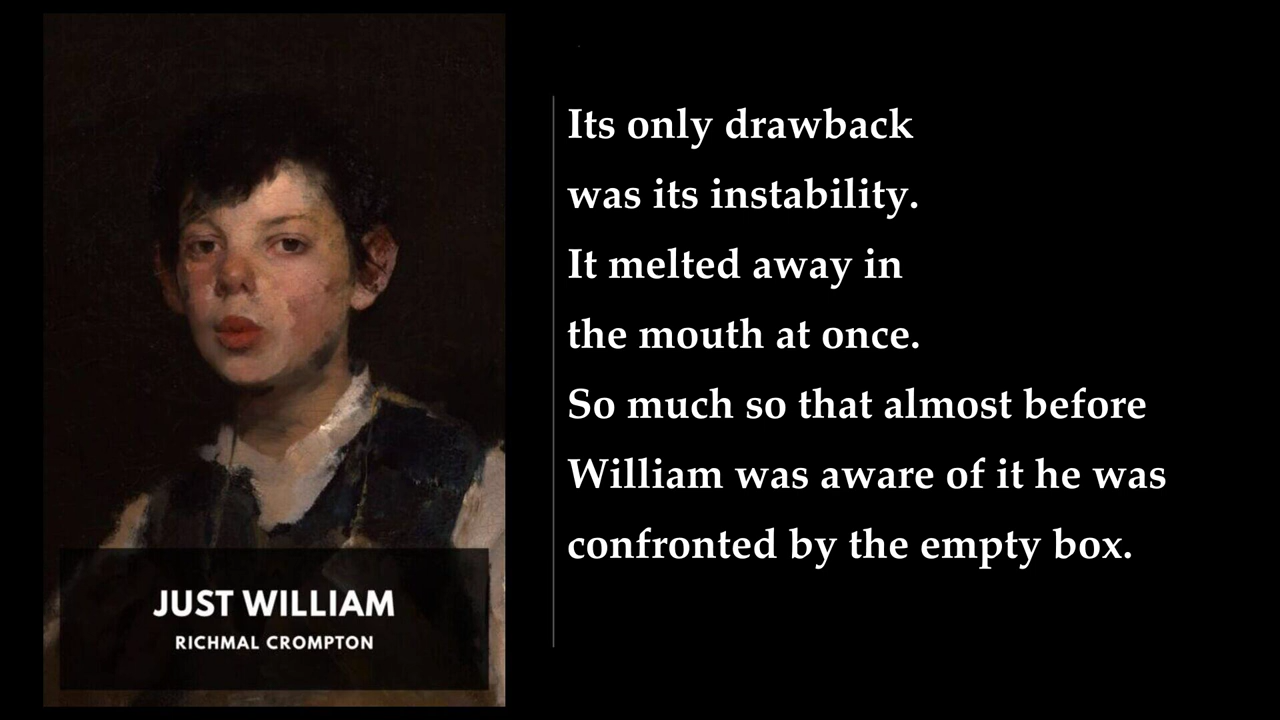 JUST WILLIAM
RICHMAL CROMPTON
Its only drawback
was its instability.
It melted away in
the mouth at once.
So much so that almost before
William was aware of it he was
confronted by the empty box.